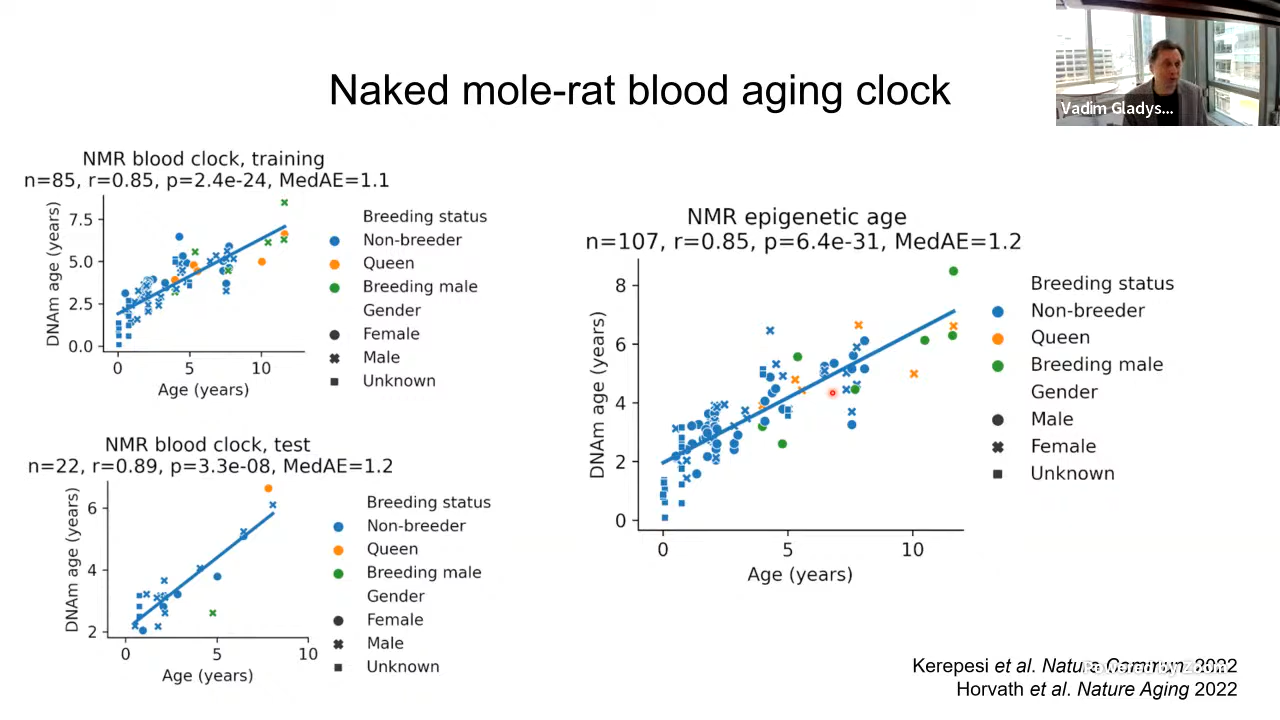 Naked mole-rat blood aging clock
Vadim Gladys...
NMR blood clock, training
n=85, r=0.85, p=2.4e-24, MedAE=1.1
DNAm age (years)
7.5
5.0
2.5
0.0
0
5
10
Age (years)
Breeding status
Non-breeder
Queen
Breeding male
Gender
Female
Male
Unknown
NMR blood clock, test
n=22, r=0.89, p=3.3e-08, MedAE=1.2
DNAm age (years)
6
4
2
0
5
10
Age (years)
Breeding status
Non-breeder
Queen
Breeding male
Gender
Female
Male
Unknown
NMR epigenetic age
n=107, r=0.85, p=6.4e-31, MedAE=1.2
DNAm age (years)
8
6
4
2
0
0
5
10
Age (years)
Breeding status
Non-breeder
Queen
Breeding male
Gender
Male
Female
Unknown
Kerepesi et al. Nature Commun 2022
Powered by Zoom
Horvath et al. Nature Aging 2022